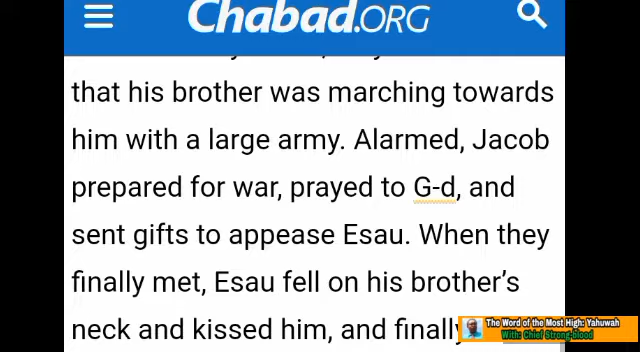 Chabad.ORG
that his brother was marching towards
him with a large army. Alarmed, Jacob
prepared for war, prayed to G-d, and
sent gifts to appease Esau. When they
finally met, Esau fell on his brother's
neck and kissed him, and finally
The Word of the Most High: Yahuwah
With: Chief Strong-blood